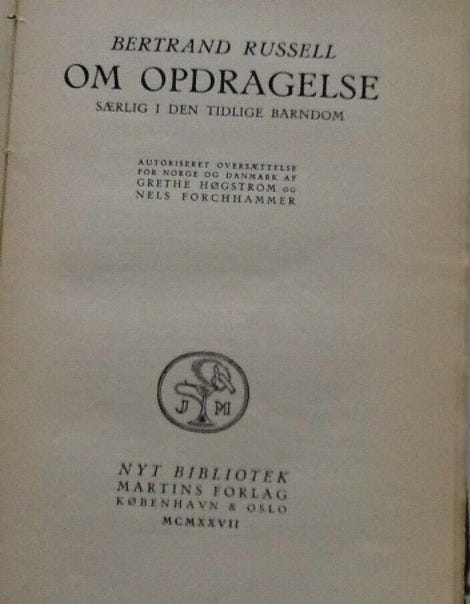 BERTRAND RUSSELL
OM OPDRAGELSE
SÆRLIG I DEN TIDLIGE BARNDOM
AUTORISERET OVERSÆTTELSE
FOR NORGE OG DANMARK AF
GRETHE HØGSTRØM OG
NELS FORCHHAMMER
J M
NYT BIBLIOTEK
MARTINS FORLAG
KØBENHAVN & OSLO
MCMXXVII